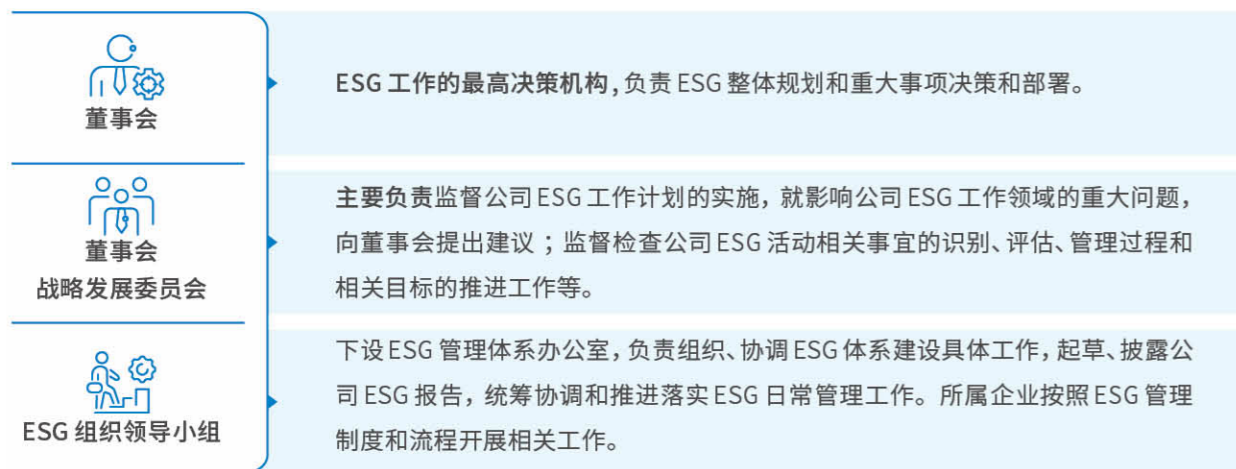 董事会
ESG 工作的最高决策机构,负责 ESG 整体规划和重大事项决策和部署。
董事会
战略发展委员会
主要负责监督公司 ESG 工作计划的实施，就影响公司 ESG 工作领域的重大问题，
向董事会提出建议；监督检查公司 ESG 活动相关事宜的识别、评估、管理过程和
相关目标的推进工作等。
ESG 组织领导小组
下设 ESG 管理体系办公室，负责组织、协调 ESG 体系建设具体工作，起草、披露公
司 ESG 报告，统筹协调和推进落实 ESG 日常管理工作。所属企业按照 ESG 管理
制度和流程开展相关工作。